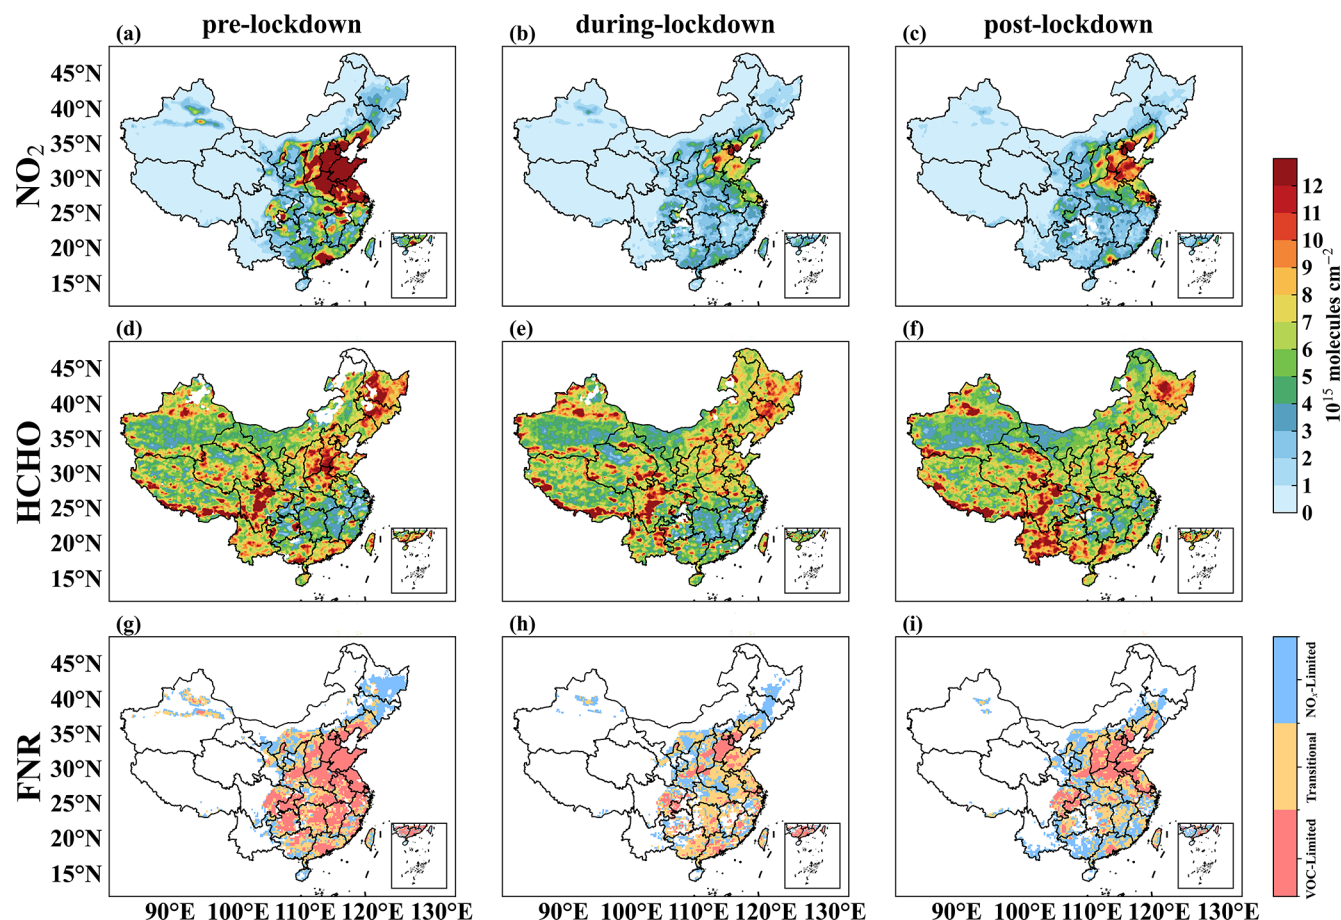 pre-lockdown during-lockdown post-lockdown
(a) (b) (c)
NO₂
45°N
40°N
35°N
30°N
25°N
20°N
15°N
(d) (e) (f)
HCHO
45°N
40°N
35°N
30°N
25°N
20°N
15°N
(g) (h) (i)
FNR
45°N
40°N
35°N
30°N
25°N
20°N
15°N
90°E 100°E 110°E 120°E 130°E
90°E 100°E 110°E 120°E 130°E
90°E 100°E 110°E 120°E 130°E
12
11
10
9
8
7
6
5
4
3
2
1
0
10¹⁵ molecules cm⁻²
VOC-Limited Transitional NOₓ-Limited